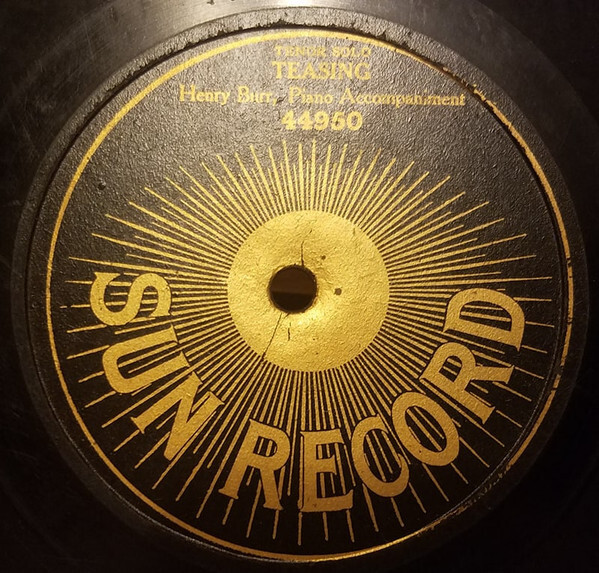 TENOR SOLO
TEASING
Henry Burr, Piano Accompaniment
44950
SUN RECORD